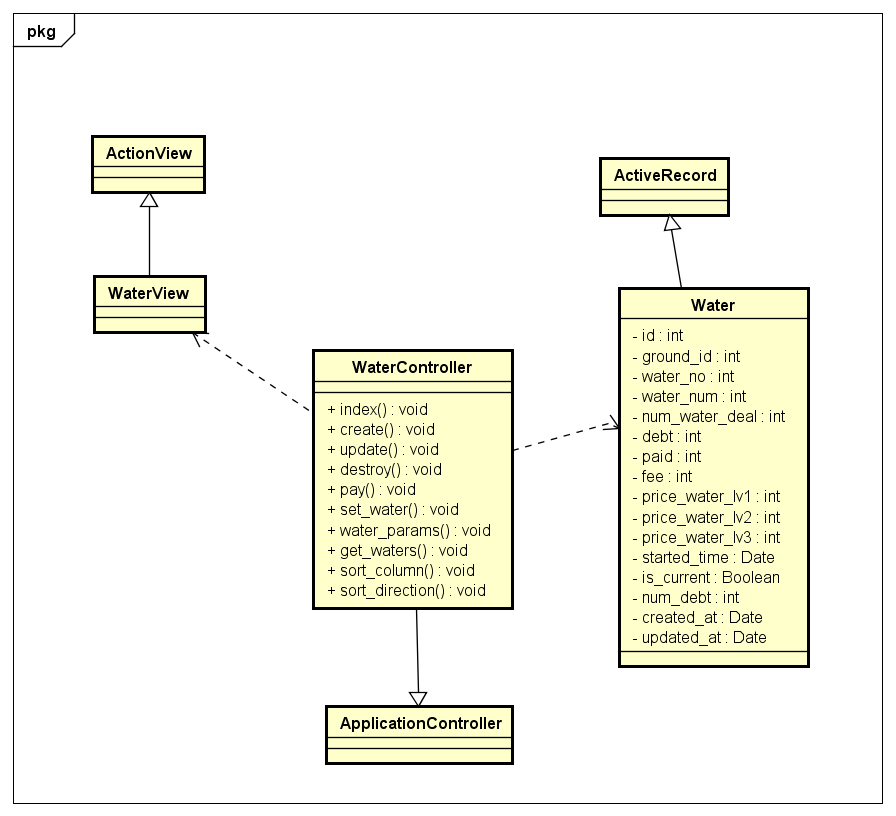 pkg
ActionView
ActiveRecord
WaterView
Water
- id : int
- ground_id : int
- water_no : int
- water_num : int
- num_water_deal : int
- debt : int
- paid : int
- fee : int
- price_water_lv1 : int
- price_water_lv2 : int
- price_water_lv3 : int
- started_time : Date
- is_current : Boolean
- num_debt : int
- created_at : Date
- updated_at : Date
WaterController
+ index() : void
+ create() : void
+ update() : void
+ destroy() : void
+ pay() : void
+ set_water() : void
+ water_params() : void
+ get_waters() : void
+ sort_column() : void
+ sort_direction() : void
ApplicationController